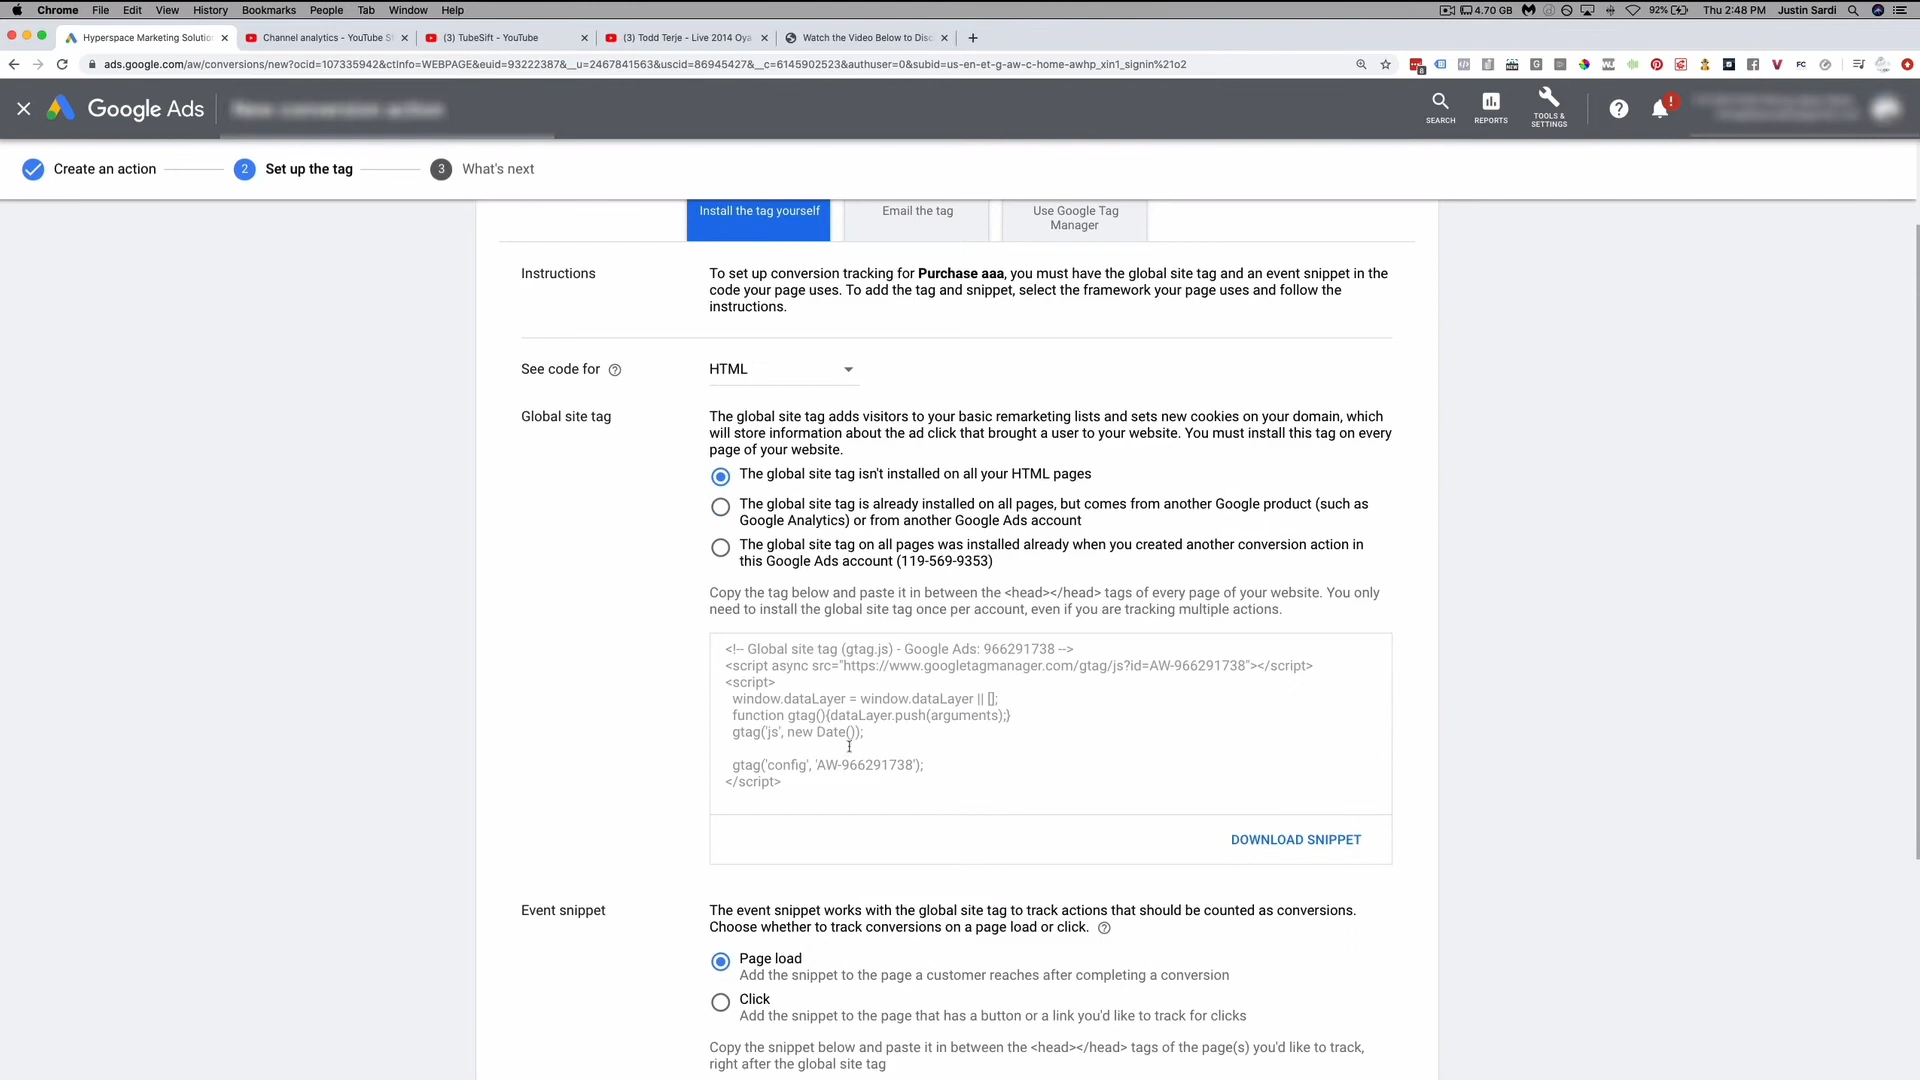 Chrome File Edit View History Bookmarks People Tab Window Help 4.70 GB 92% Thu 2:48 PM Justin Sardi
Hyperspace Marketing Solutio Channel analytics - YouTube S (3) TubeSift - YouTube (3) Todd Terje - Live 2014 Oya Watch the Video Below to Disc
ads.google.com/aw/conversions/new?ocid=107335942&ctInfo=WEBPAGE&euid=93222387&__u=2467841563&uscid=86945427&__c=6145902523&authuser=0&subid=us-en-et-g-aw-c-home-awhp_xin1_signin%21o2
Google Ads New conversion action SEARCH REPORTS TOOLS & SETTINGS
Create an action 2 Set up the tag 3 What's next
Install the tag yourself Email the tag Use Google Tag Manager
Instructions To set up conversion tracking for Purchase aaa, you must have the global site tag and an event snippet in the
code your page uses. To add the tag and snippet, select the framework your page uses and follow the
instructions.
See code for HTML
Global site tag The global site tag adds visitors to your basic remarketing lists and sets new cookies on your domain, which
will store information about the ad click that brought a user to your website. You must install this tag on every
page of your website.
The global site tag isn't installed on all your HTML pages
The global site tag is already installed on all pages, but comes from another Google product (such as
Google Analytics) or from another Google Ads account
The global site tag on all pages was installed already when you created another conversion action in
this Google Ads account (119-569-9353)
Copy the tag below and paste it in between the <head></head> tags of every page of your website. You only
need to install the global site tag once per account, even if you are tracking multiple actions.
<!-- Global site tag (gtag.js) - Google Ads: 966291738 -->
<script async src="https://www.googletagmanager.com/gtag/js?id=AW-966291738"></script>
<script>
window.dataLayer = window.dataLayer || [];
function gtag(){dataLayer.push(arguments);}
gtag('js', new Date());
gtag('config', 'AW-966291738');
</script>
DOWNLOAD SNIPPET
Event snippet The event snippet works with the global site tag to track actions that should be counted as conversions.
Choose whether to track conversions on a page load or click.
Page load
Add the snippet to the page a customer reaches after completing a conversion
Click
Add the snippet to the page that has a button or a link you'd like to track for clicks
Copy the snippet below and paste it in between the <head></head> tags of the page(s) you'd like to track,
right after the global site tag